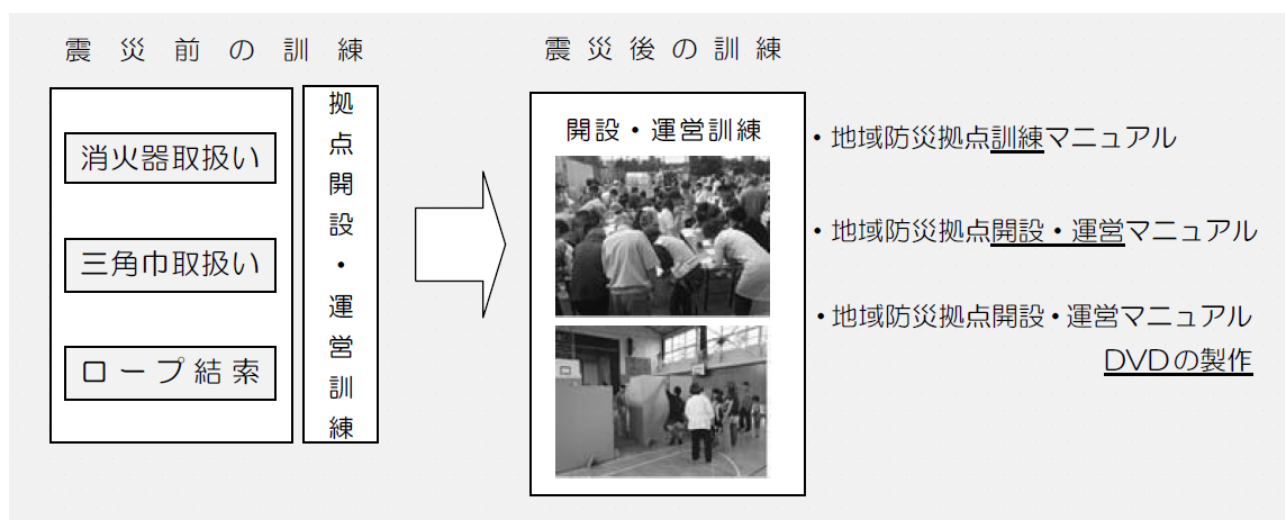 震災前の訓練
消火器取扱い
三角巾取扱い
ロープ結索
拠点開設・運営訓練
震災後の訓練
開設・運営訓練
・地域防災拠点訓練マニュアル
・地域防災拠点開設・運営マニュアル
・地域防災拠点開設・運営マニュアル
DVDの製作